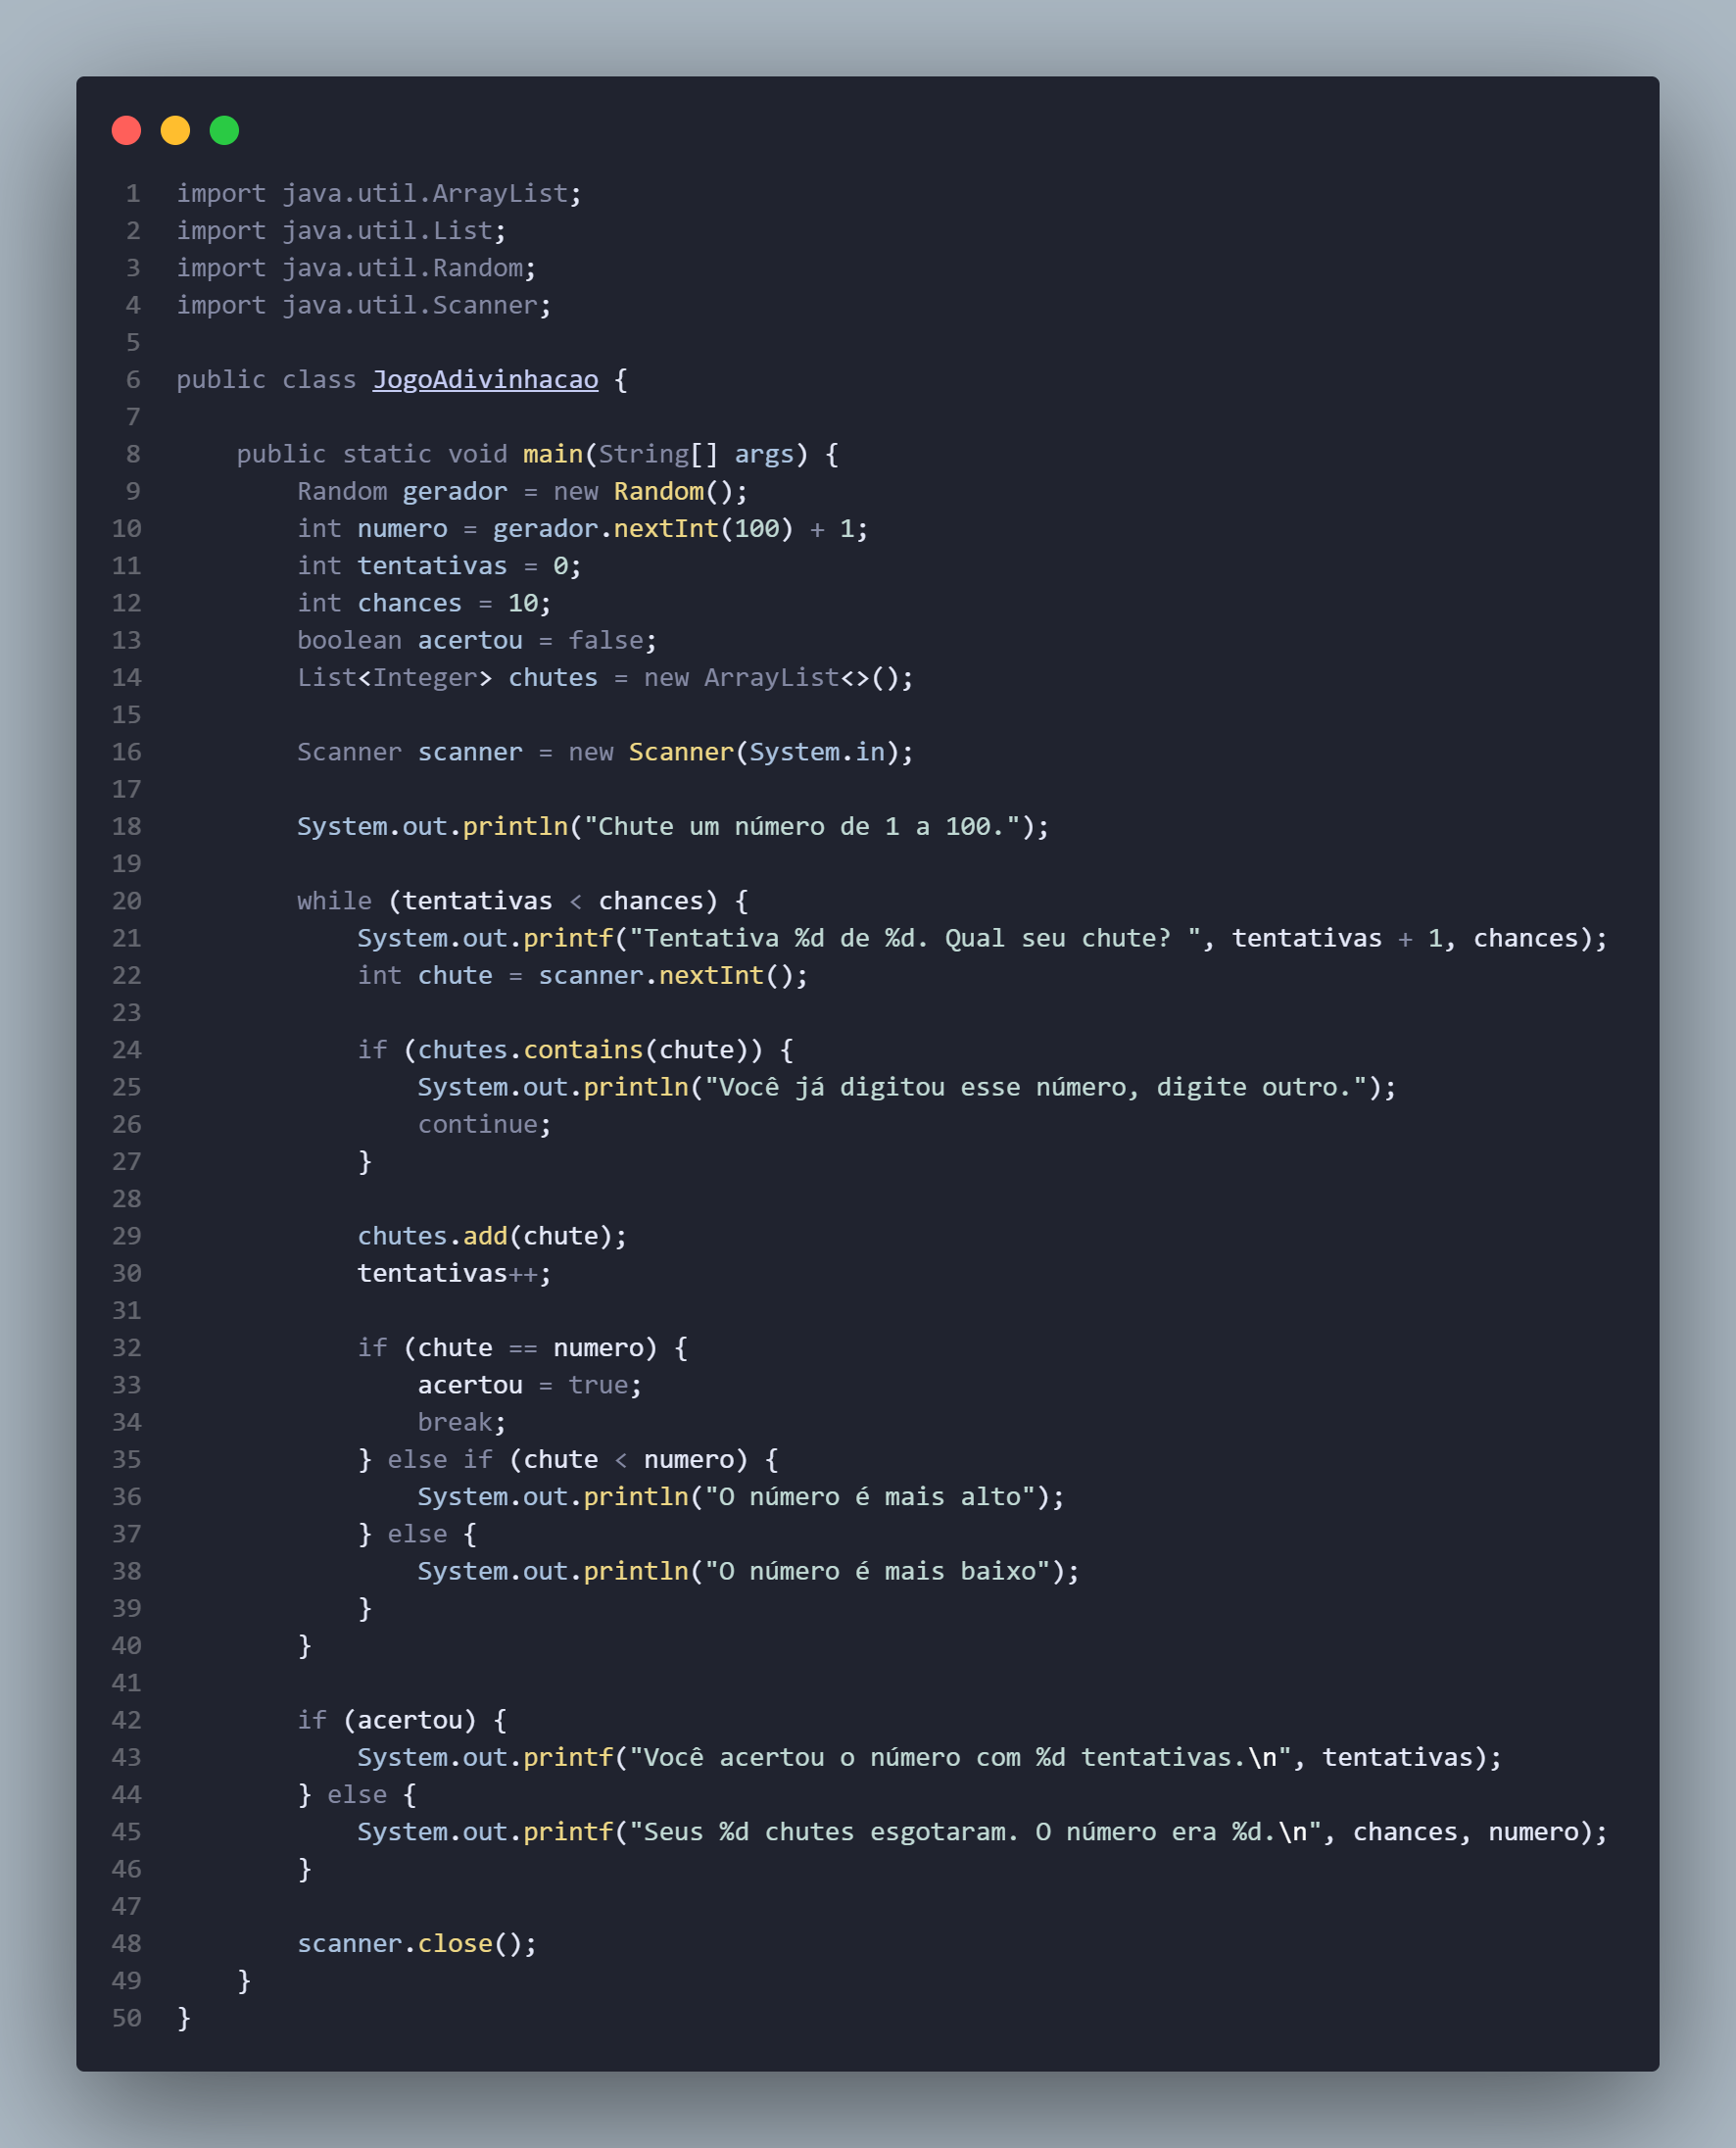 1 import java.util.ArrayList;
2 import java.util.List;
3 import java.util.Random;
4 import java.util.Scanner;
5
6 public class JogoAdivinhacao {
7
8     public static void main(String[] args) {
9         Random gerador = new Random();
10         int numero = gerador.nextInt(100) + 1;
11         int tentativas = 0;
12         int chances = 10;
13         boolean acertou = false;
14         List<Integer> chutes = new ArrayList<>();
15
16         Scanner scanner = new Scanner(System.in);
17
18         System.out.println("Chute um número de 1 a 100.");
19
20         while (tentativas < chances) {
21             System.out.printf("Tentativa %d de %d. Qual seu chute? ", tentativas + 1, chances);
22             int chute = scanner.nextInt();
23
24             if (chutes.contains(chute)) {
25                 System.out.println("Você já digitou esse número, digite outro.");
26                 continue;
27             }
28
29             chutes.add(chute);
30             tentativas++;
31
32             if (chute == numero) {
33                 acertou = true;
34                 break;
35             } else if (chute < numero) {
36                 System.out.println("O número é mais alto");
37             } else {
38                 System.out.println("O número é mais baixo");
39             }
40         }
41
42         if (acertou) {
43             System.out.printf("Você acertou o número com %d tentativas.\n", tentativas);
44         } else {
45             System.out.printf("Seus %d chutes esgotaram. O número era %d.\n", chances, numero);
46         }
47
48         scanner.close();
49     }
50 }